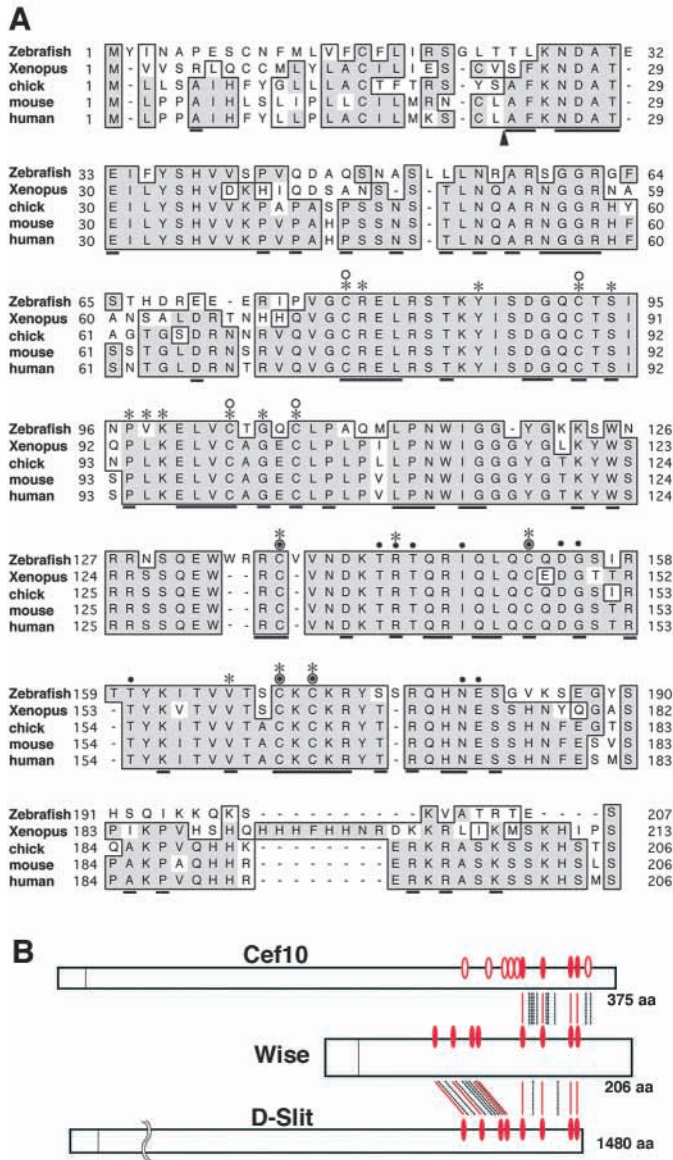 A
Zebrafish 1 M Y I N A P E S C N F M L V F C F L I R S G L T T L K N D A T E 32
Xenopus 1 M - V V S R L Q C C M L Y L A C I L I E S - C V S F K N D A T - 29
chick 1 M - L L S A I H F Y G L L L A C T F T R S - Y S A F K N D A T - 29
mouse 1 M - L P P A I H L S L I P L L C I L M R N - C L A F K N D A T - 29
human 1 M - L P P A I H F Y L L P L A C I L M K S - C L A F K N D A T - 29
Zebrafish 33 E I F Y S H V V S P V Q D A Q S N A S L L L N R A R S G G R G F 64
Xenopus 30 E I L Y S H V D K H I Q D S A N S - S - T L N Q A R N G G R N A 59
chick 30 E I L Y S H V V K P A P A S P S S N S - T L N Q A R N G G R H Y 60
mouse 30 E I L Y S H V V K P V P A H P S S N S - T L N Q A R N G G R H F 60
human 30 E I L Y S H V V K P V P A H P S S N S - T L N Q A R N G G R H F 60
* * * * *
Zebrafish 65 S T H D R E E - E R I P V G C R E L R S T K Y I S D G Q C T S I 95
Xenopus 60 A N S A L D R T N H H Q V G C R E L R S T K Y I S D G Q C T S I 91
chick 61 A G T G S D R N N R V Q V G C R E L R S T K Y I S D G Q C T S I 92
mouse 61 S S T G L D R N S R V Q V G C R E L R S T K Y I S D G Q C T S I 92
human 61 S S T G L D R N T R V Q V G C R E L R S T K Y I S D G Q C T S I 92
* * * * * *
Zebrafish 96 N P V K E L V C T G Q C L P A Q M L P N W I G G - Y G K K S W N 126
Xenopus 92 Q P L K E L V C A G E C L P L P I L P N W I G G G Y G L K Y W S 123
chick 93 N P L K E L V C A G E C L P L P L L P N W I G G G Y G T K Y W S 124
mouse 93 S P L K E L V C A G E C L P L P V L P N W I G G G Y G T K Y W S 124
human 93 S P L K E L V C A G E C L P L P V L P N W I G G G Y G T K Y W S 124
* * *
Zebrafish 127 R R N S Q E W W R R C V V N D K T R T Q R I Q L Q C Q D G S I R 158
Xenopus 124 R R S S Q E W - - R C - V N D K T R T Q R I Q L Q C E D G T T R 152
chick 125 R R S S Q E W - - R C - V N D K T R T Q R I Q L Q C Q D G S I R 153
mouse 125 R R S S Q E W - - R C - V N D K T R T Q R I Q L Q C Q D G S T R 153
human 125 R R S S Q E W - - R C - V N D K T R T Q R I Q L Q C Q D G S T R 153
* * *
Zebrafish 159 T T Y K I T V V T S C K C K R Y S S R Q H N E S G V K S E G Y S 190
Xenopus 153 - T Y K V T V V T S C K C K R Y T - R Q H N E S S H N Y Q G A S 182
chick 154 - T Y K I T V V T A C K C K R Y T - R Q H N E S S H N F E G T S 183
mouse 154 - T Y K I T V V T A C K C K R Y T - R Q H N E S S H N F E S V S 183
human 154 - T Y K I T V V T A C K C K R Y T - R Q H N E S S H N F E S M S 183
Zebrafish 191 H S Q I K K Q K S - - - - - - - - - - - K V A T R T E - - - - S 207
Xenopus 183 P I K P V H S H Q H H H F H H N R D K K R L I K M S K H I P S 213
chick 184 Q A K P V Q H H K - - - - - - - - E R K R A S K S S K H S T S 206
mouse 184 P A K P A Q H H R - - - - - - - - E R K R A S K S S K H S L S 206
human 184 P A K P V Q H H R - - - - - - - - E R K R A S K S S K H S M S 206
B
Cef10
375 aa
Wise
206 aa
D-Slit
1480 aa